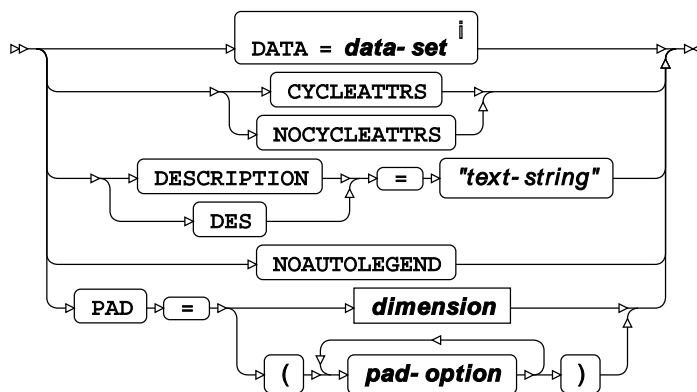 DATA = data-set i
CYCLEATTRS
NOCYCLEATTRS
DESCRIPTION = "text-string"
DES
NOAUTOLEGEND
PAD = dimension
( pad-option )